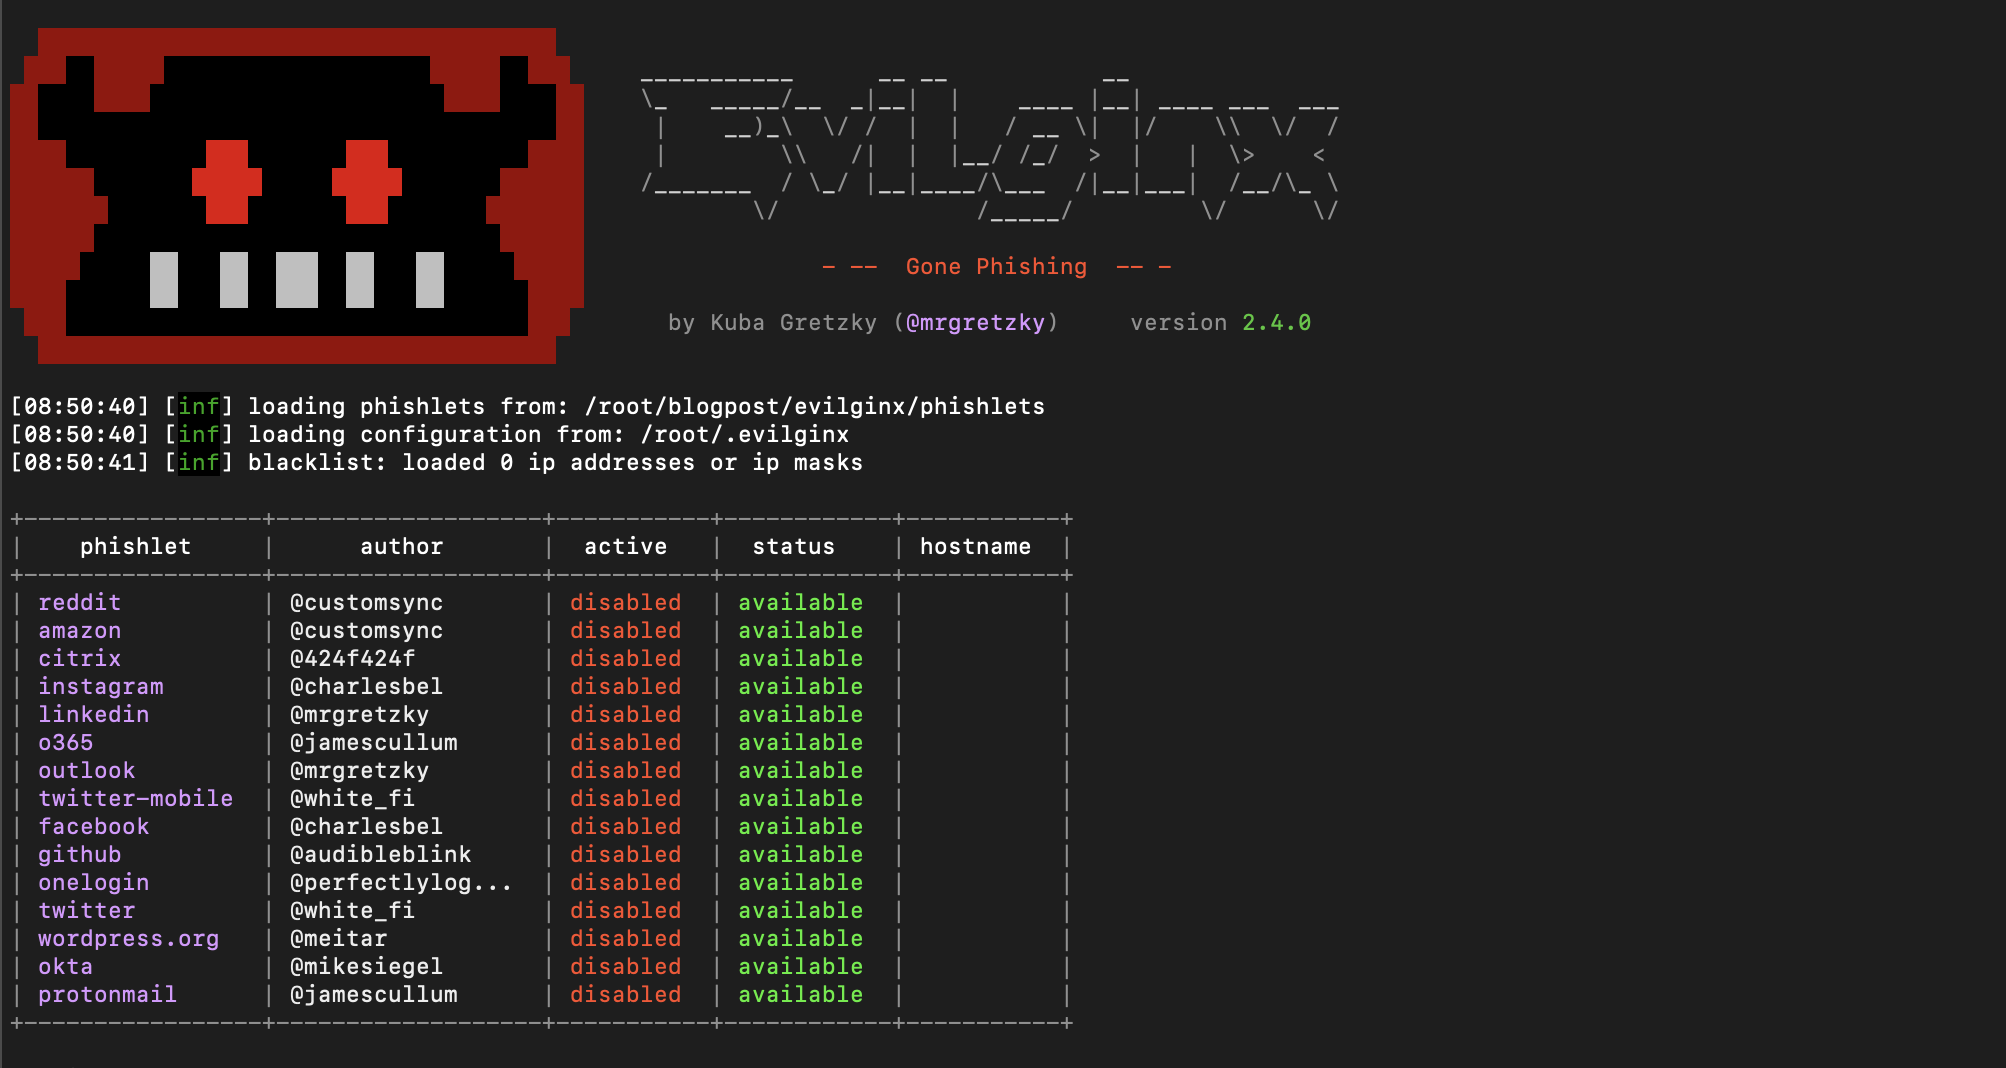 Evilginx
- -- Gone Phishing -- -
by Kuba Gretzky (@mrgretzky) version 2.4.0
[08:50:40] [inf] loading phishlets from: /root/blogpost/evilginx/phishlets
[08:50:40] [inf] loading configuration from: /root/.evilginx
[08:50:41] [inf] blacklist: loaded 0 ip addresses or ip masks
phishlet | author | active | status | hostname
reddit | @customsync | disabled | available
amazon | @customsync | disabled | available
citrix | @424f424f | disabled | available
instagram | @charlesbel | disabled | available
linkedin | @mrgretzky | disabled | available
o365 | @jamescullum | disabled | available
outlook | @mrgretzky | disabled | available
twitter-mobile | @white_fi | disabled | available
facebook | @charlesbel | disabled | available
github | @audibleblink | disabled | available
onelogin | @perfectlylog... | disabled | available
twitter | @white_fi | disabled | available
wordpress.org | @meitar | disabled | available
okta | @mikesiegel | disabled | available
protonmail | @jamescullum | disabled | available